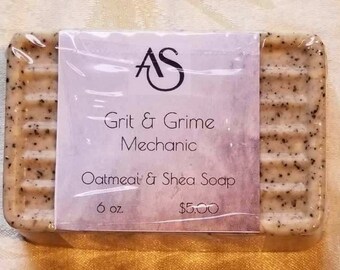 AS
Grit & Grime
Mechanic
Oatmeal & Shea Soap
6 oz. $5.00